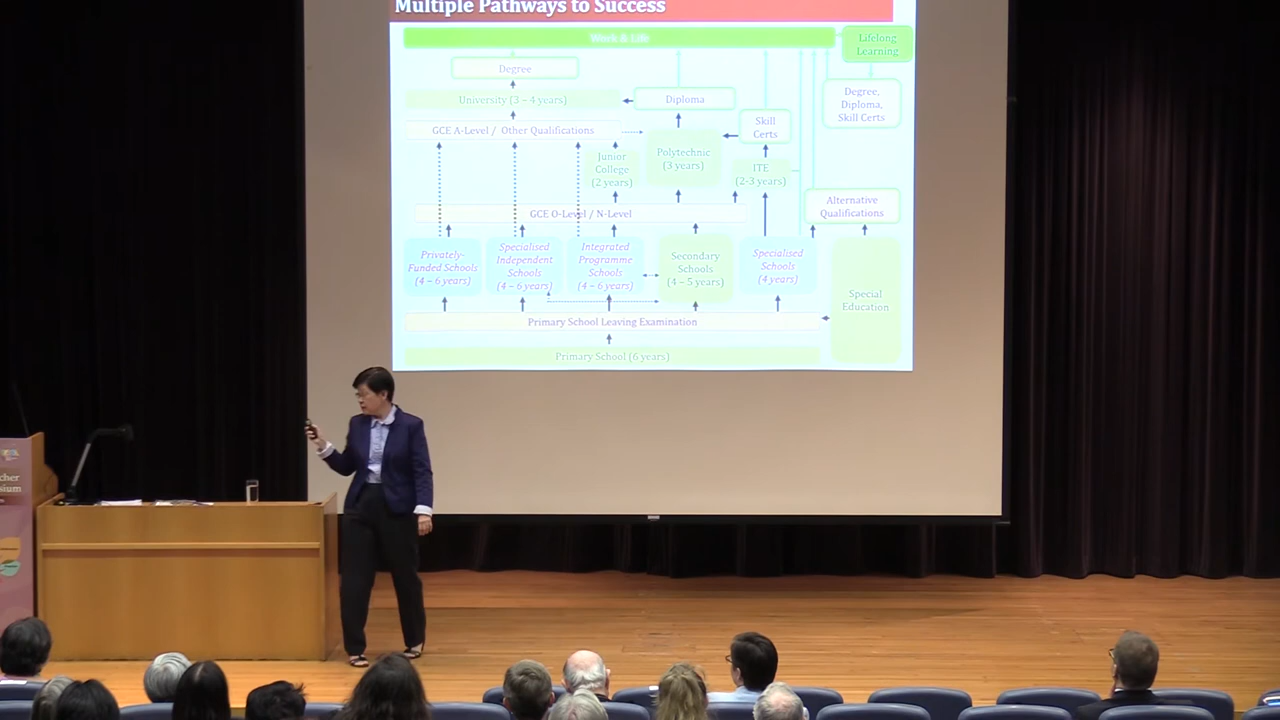 Multiple Pathways to Success
Work & Life
Lifelong
Learning
Degree
University (3 – 4 years)
Diploma
Degree,
Diploma,
Skill Certs
GCE A-Level / Other Qualifications
Skill
Certs
Junior
College
(2 years)
Polytechnic
(3 years)
ITE
(2-3 years)
GCE O-Level / N-Level
Alternative
Qualifications
Privately-
Funded Schools
(4 – 6 years)
Specialised
Independent
Schools
(4 – 6 years)
Integrated
Programme
Schools
(4 – 6 years)
Secondary
Schools
(4 – 5 years)
Specialised
Schools
(4 years)
Special
Education
Primary School Leaving Examination
Primary School (6 years)
cher
sium